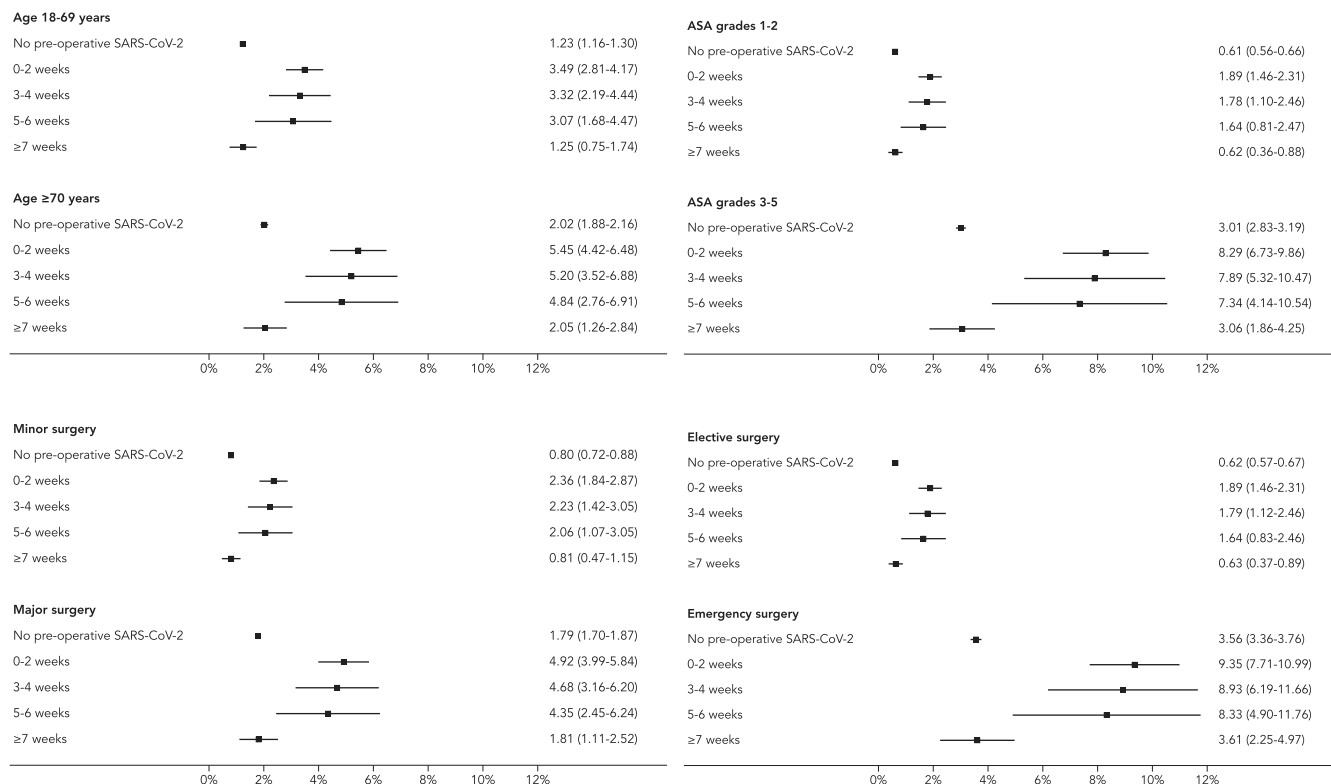 Age 18-69 years
No pre-operative SARS-CoV-2 1.23 (1.16-1.30)
0-2 weeks 3.49 (2.81-4.17)
3-4 weeks 3.32 (2.19-4.44)
5-6 weeks 3.07 (1.68-4.47)
≥7 weeks 1.25 (0.75-1.74)
Age ≥70 years
No pre-operative SARS-CoV-2 2.02 (1.88-2.16)
0-2 weeks 5.45 (4.42-6.48)
3-4 weeks 5.20 (3.52-6.88)
5-6 weeks 4.84 (2.76-6.91)
≥7 weeks 2.05 (1.26-2.84)
0% 2% 4% 6% 8% 10% 12%
ASA grades 1-2
No pre-operative SARS-CoV-2 0.61 (0.56-0.66)
0-2 weeks 1.89 (1.46-2.31)
3-4 weeks 1.78 (1.10-2.46)
5-6 weeks 1.64 (0.81-2.47)
≥7 weeks 0.62 (0.36-0.88)
ASA grades 3-5
No pre-operative SARS-CoV-2 3.01 (2.83-3.19)
0-2 weeks 8.29 (6.73-9.86)
3-4 weeks 7.89 (5.32-10.47)
5-6 weeks 7.34 (4.14-10.54)
≥7 weeks 3.06 (1.86-4.25)
0% 2% 4% 6% 8% 10% 12%
Minor surgery
No pre-operative SARS-CoV-2 0.80 (0.72-0.88)
0-2 weeks 2.36 (1.84-2.87)
3-4 weeks 2.23 (1.42-3.05)
5-6 weeks 2.06 (1.07-3.05)
≥7 weeks 0.81 (0.47-1.15)
Major surgery
No pre-operative SARS-CoV-2 1.79 (1.70-1.87)
0-2 weeks 4.92 (3.99-5.84)
3-4 weeks 4.68 (3.16-6.20)
5-6 weeks 4.35 (2.45-6.24)
≥7 weeks 1.81 (1.11-2.52)
0% 2% 4% 6% 8% 10% 12%
Elective surgery
No pre-operative SARS-CoV-2 0.62 (0.57-0.67)
0-2 weeks 1.89 (1.46-2.31)
3-4 weeks 1.79 (1.12-2.46)
5-6 weeks 1.64 (0.83-2.46)
≥7 weeks 0.63 (0.37-0.89)
Emergency surgery
No pre-operative SARS-CoV-2 3.56 (3.36-3.76)
0-2 weeks 9.35 (7.71-10.99)
3-4 weeks 8.93 (6.19-11.66)
5-6 weeks 8.33 (4.90-11.76)
≥7 weeks 3.61 (2.25-4.97)
0% 2% 4% 6% 8% 10% 12%